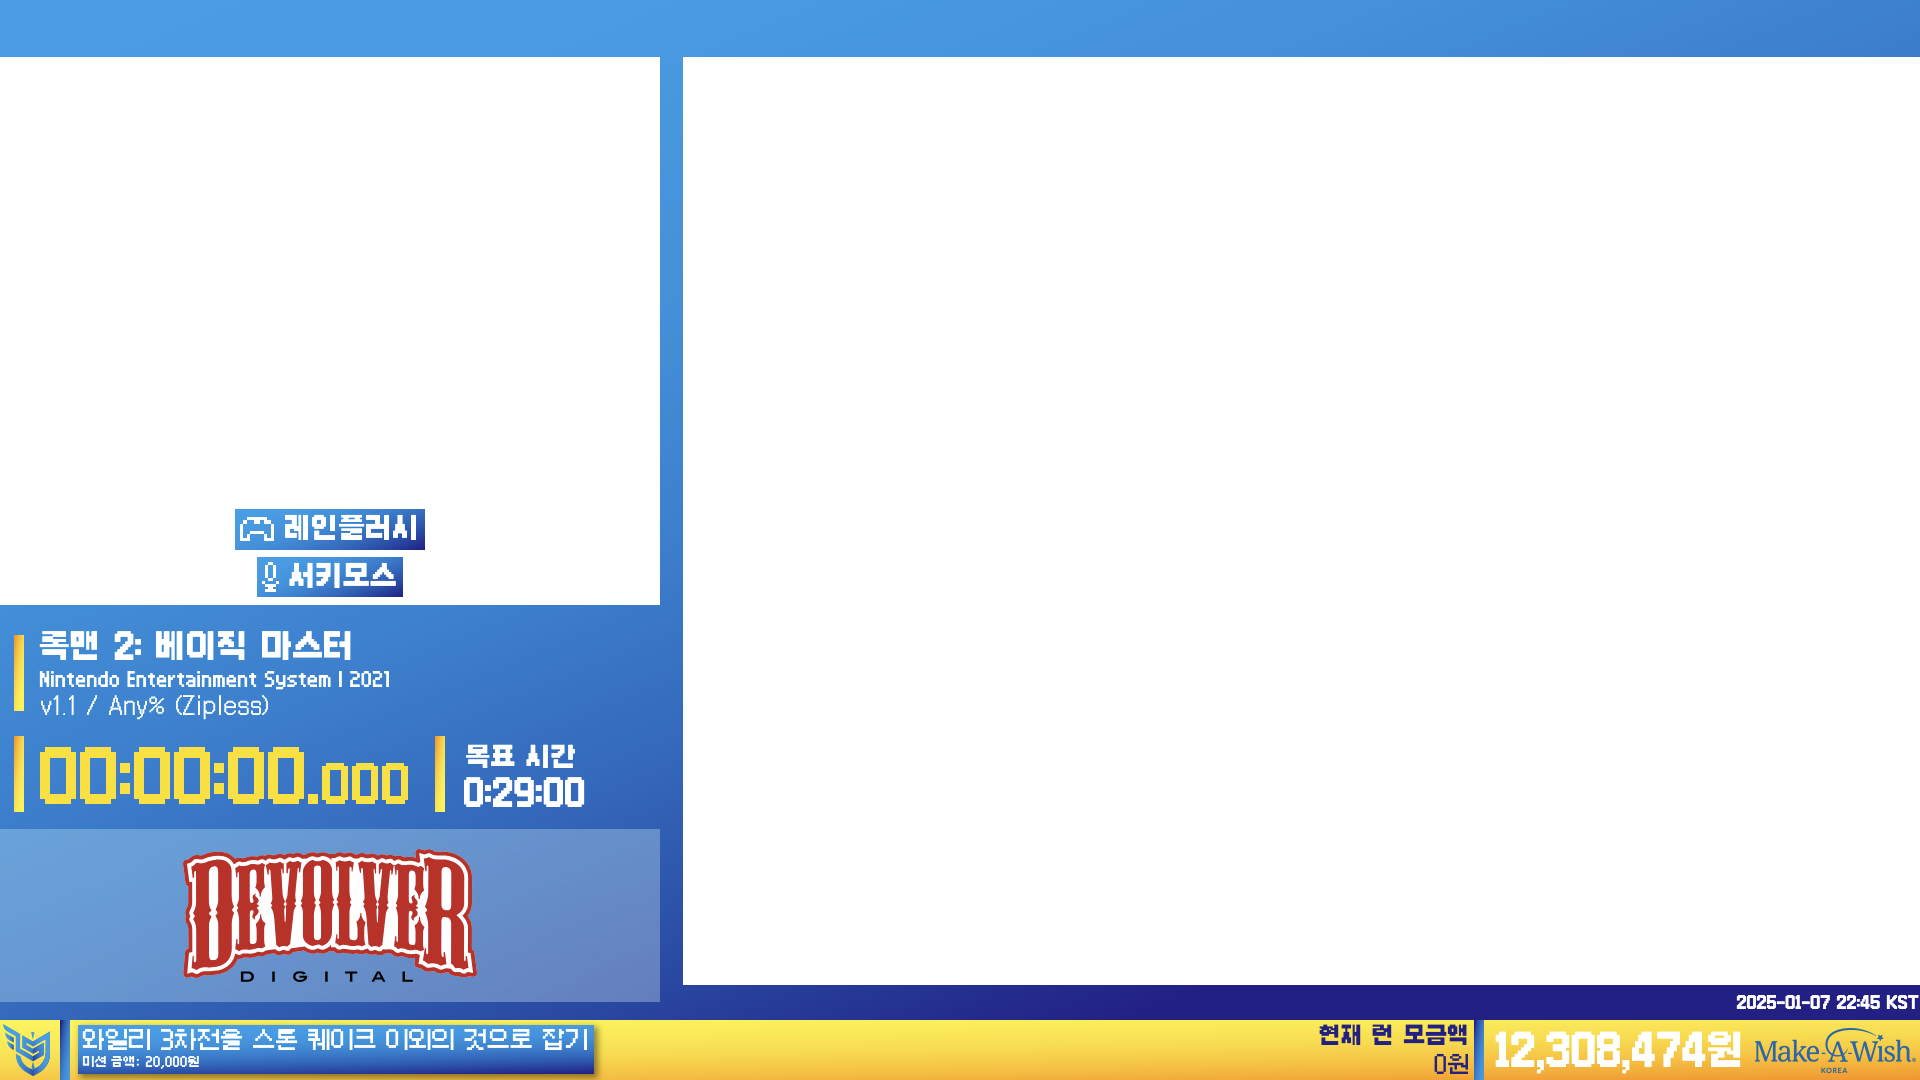 레인플러시
서키모스
록맨 2: 베이직 마스터
Nintendo Entertainment System | 2021
v1.1 / Any% (Zipless)
00:00:00.000
목표 시간
0:29:00
DEVOLVER
DIGITAL
2025-01-07 22:45 KST
와일리 3차전을 스톤 퀘이크 이외의 것으로 잡기
미션 금액: 20,000원
현재 런 모금액
0원
12,308,474원
Make-A-Wish.
KOREA